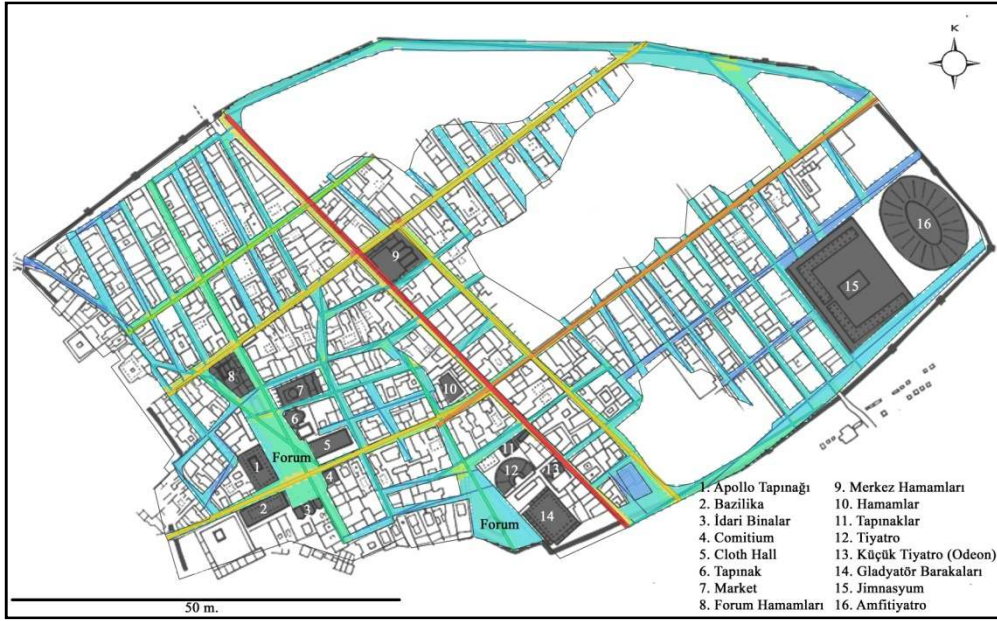 K
16
15
9
8
7
6
10
5
Forum
1
4
11
12
13
2
3
14
Forum
1. Apollo Tapınağı
2. Bazilika
3. İdari Binalar
4. Comitium
5. Cloth Hall
6. Tapınak
7. Market
8. Forum Hamamları
9. Merkez Hamamları
10. Hamamlar
11. Tapınaklar
12. Tiyatro
13. Küçük Tiyatro (Odeon)
14. Gladyatör Barakaları
15. Jimnasyum
16. Amfitiyatro
50 m.